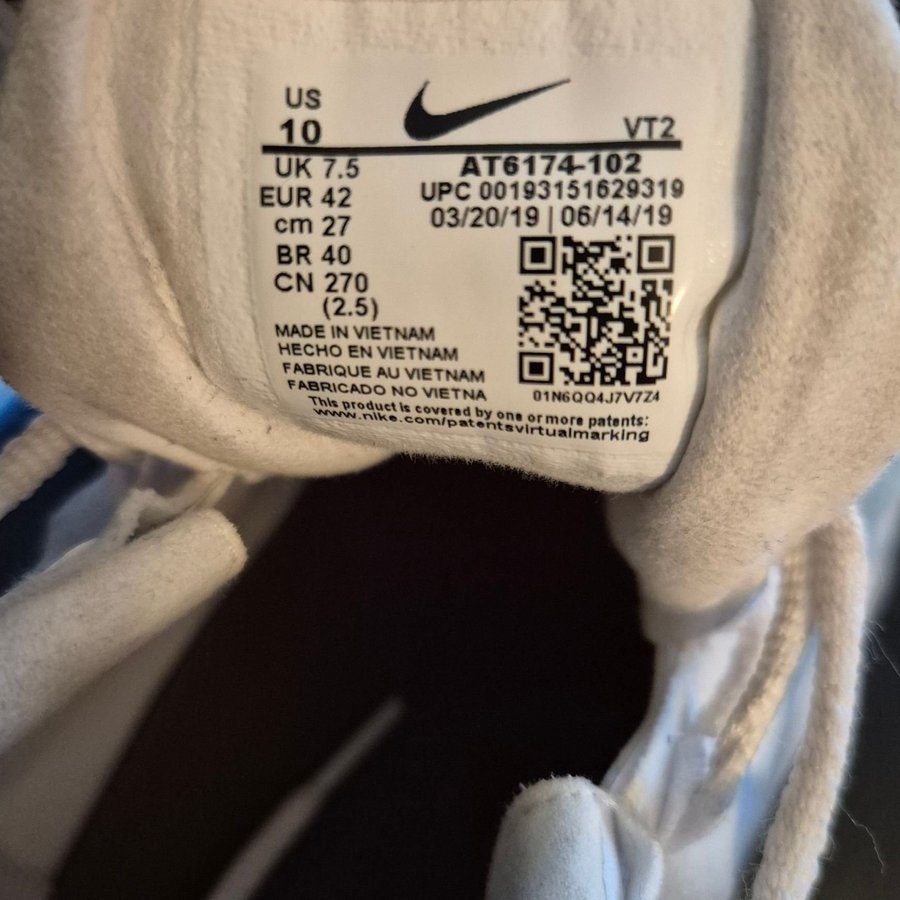 US
10
VT2
UK 7.5
AT6174-102
EUR 42
UPC 00193151629319
cm 27
03/20/19 | 06/14/19
BR 40
CN 270
(2.5)
MADE IN VIETNAM
HECHO EN VIETNAM
FABRIQUE AU VIETNAM
FABRICADO NO VIETNA
01N6QQ4J7V7Z4
This product is covered by one or more patents:
www.nike.com/patentsvirtualmarking